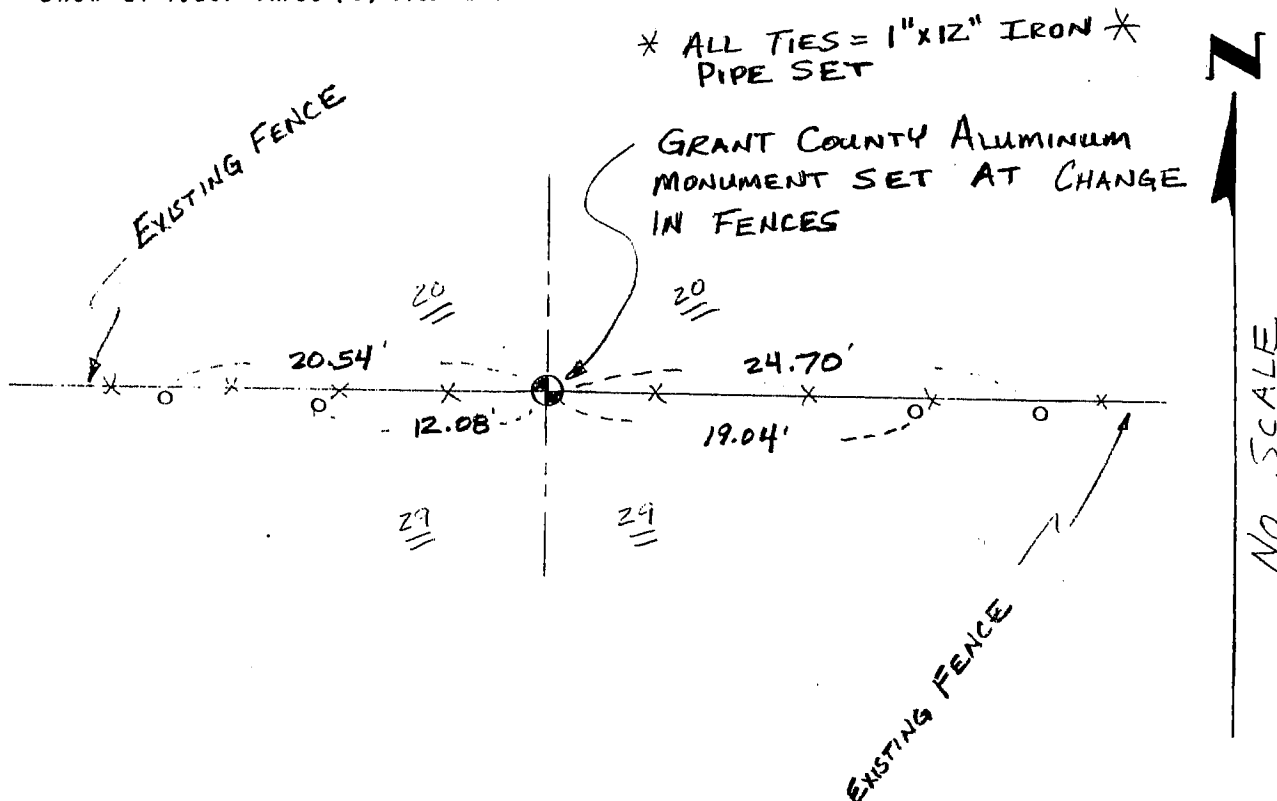 * ALL TIES = 1"x12" IRON *
PIPE SET
N
EXISTING FENCE
GRANT COUNTY ALUMINUM
MONUMENT SET AT CHANGE
IN FENCES
20
20
20.54'
24.70'
12.08'
19.04'
29
29
NO SCALE
EXISTING FENCE